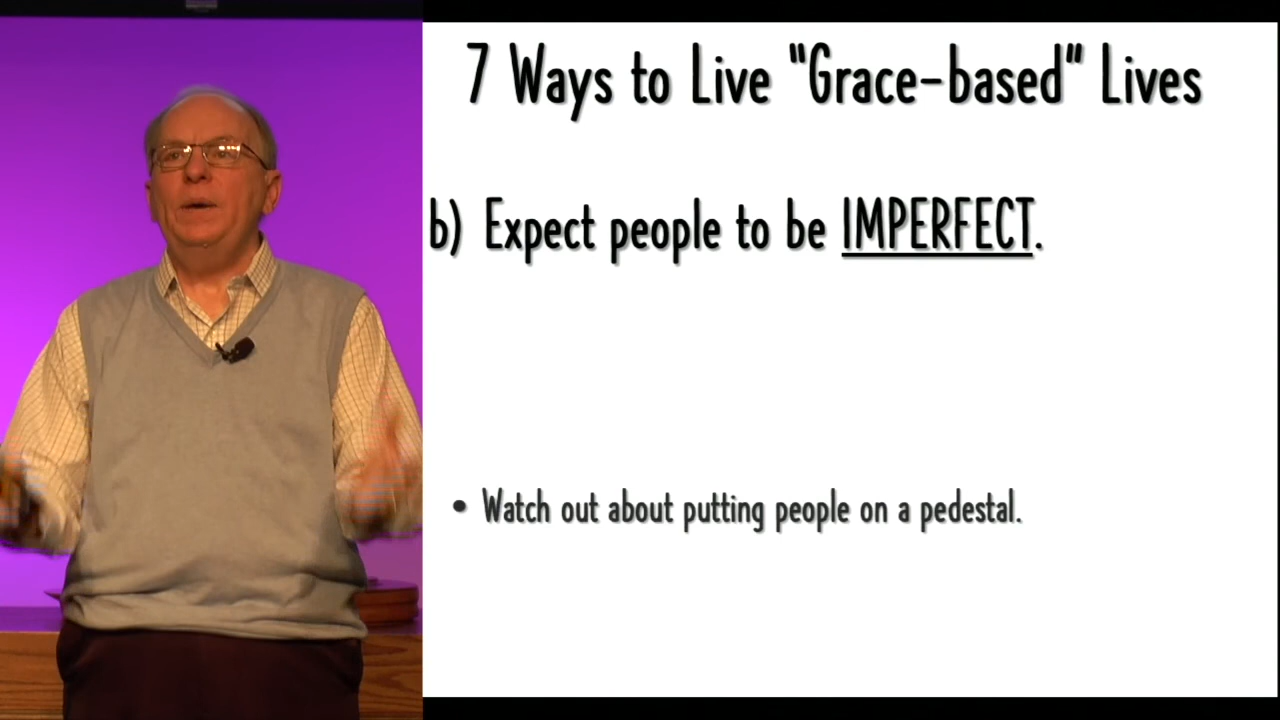 7 Ways to Live "Grace-based" Lives
b) Expect people to be IMPERFECT.
• Watch out about putting people on a pedestal.